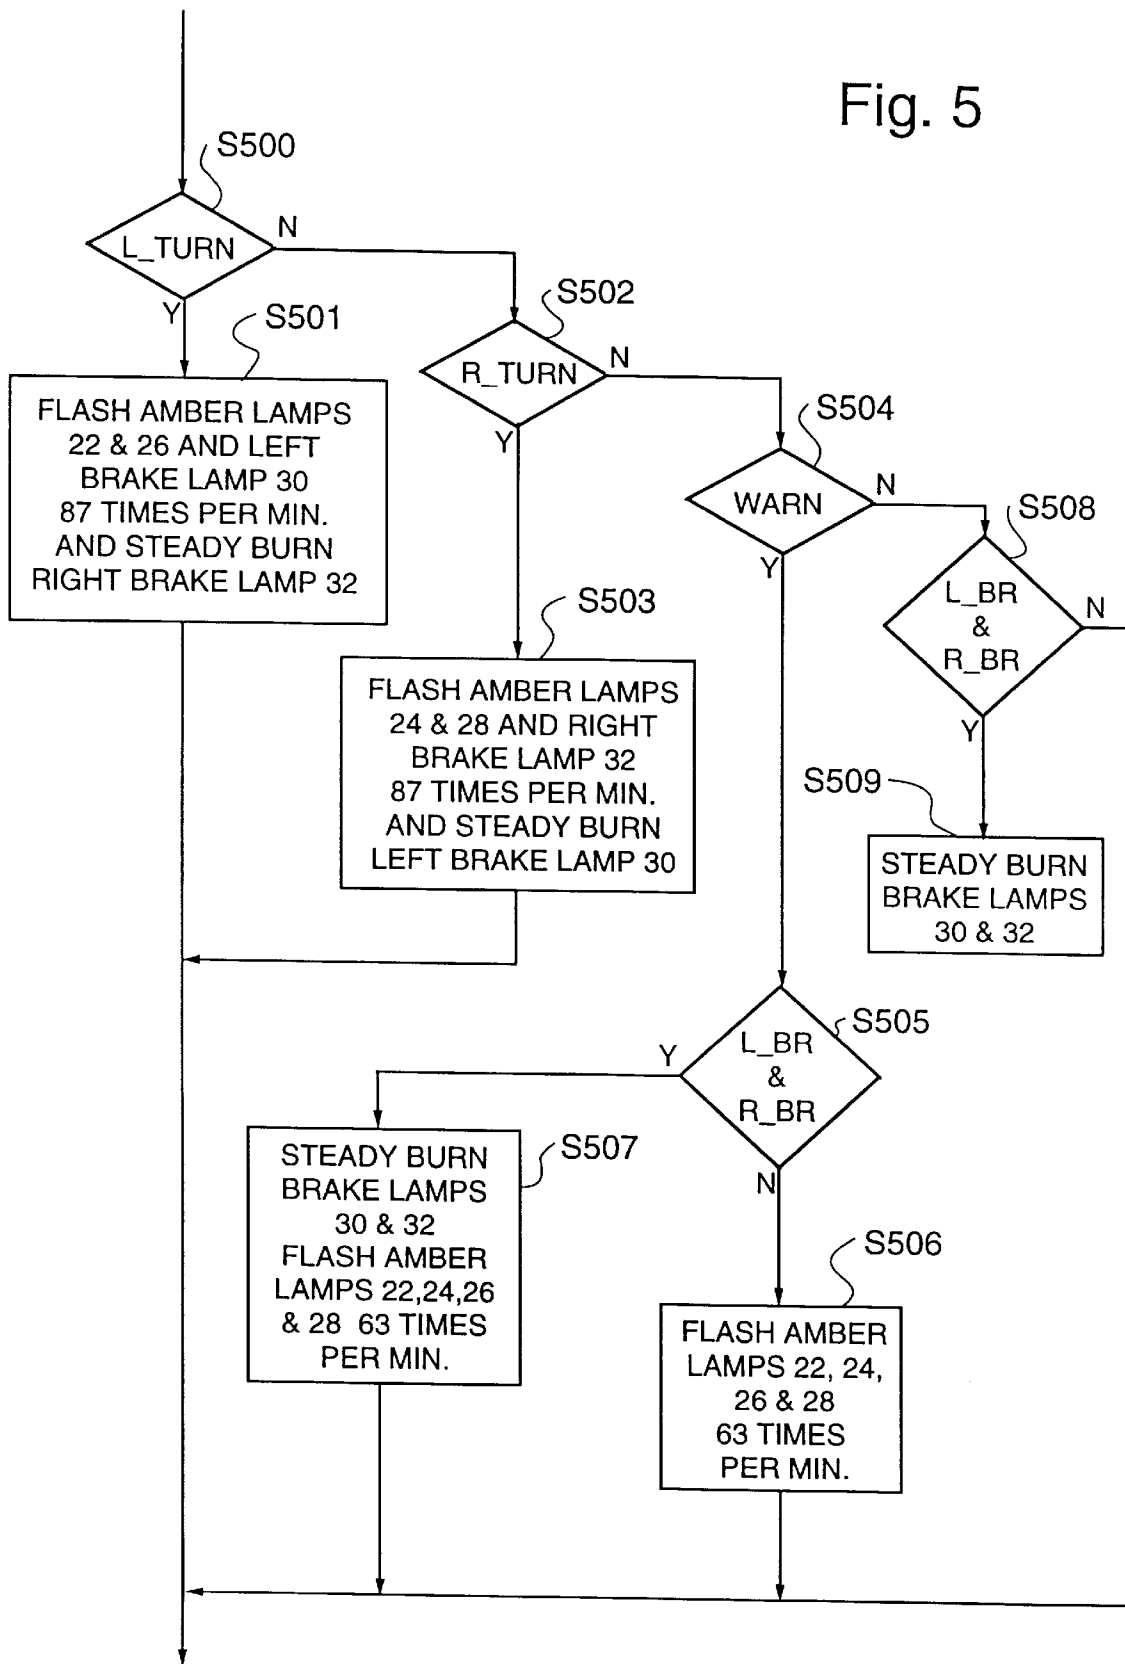 Fig. 5
S500
L_TURN
N
Y
S501
FLASH AMBER LAMPS
22 & 26 AND LEFT
BRAKE LAMP 30
87 TIMES PER MIN.
AND STEADY BURN
RIGHT BRAKE LAMP 32
S502
R_TURN
N
Y
S503
FLASH AMBER LAMPS
24 & 28 AND RIGHT
BRAKE LAMP 32
87 TIMES PER MIN.
AND STEADY BURN
LEFT BRAKE LAMP 30
S504
WARN
N
Y
S508
L_BR
&
R_BR
N
Y
S509
STEADY BURN
BRAKE LAMPS
30 & 32
S505
L_BR
&
R_BR
Y
N
S507
STEADY BURN
BRAKE LAMPS
30 & 32
FLASH AMBER
LAMPS 22,24,26
& 28 63 TIMES
PER MIN.
S506
FLASH AMBER
LAMPS 22, 24,
26 & 28
63 TIMES
PER MIN.